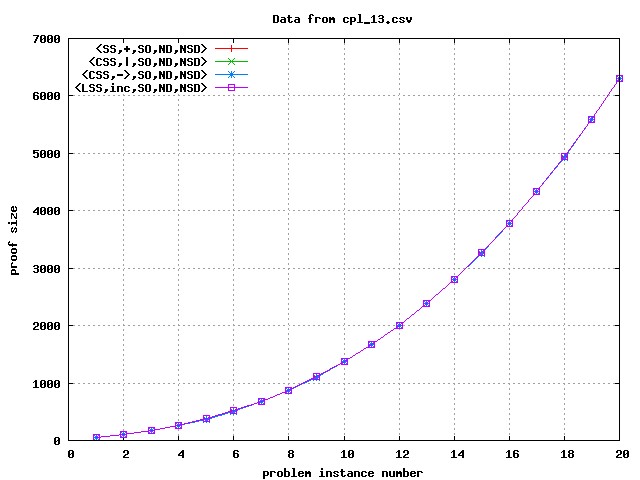 Data from cpl_13.csv
7000
6000
5000
4000
3000
2000
1000
0
<SS,+,SO,ND,NSD>
<CSS,|,SO,ND,NSD>
<CSS,->,SO,ND,NSD>
<LSS,inc,SO,ND,NSD>
proof size
0 2 4 6 8 10 12 14 16 18 20
problem instance number